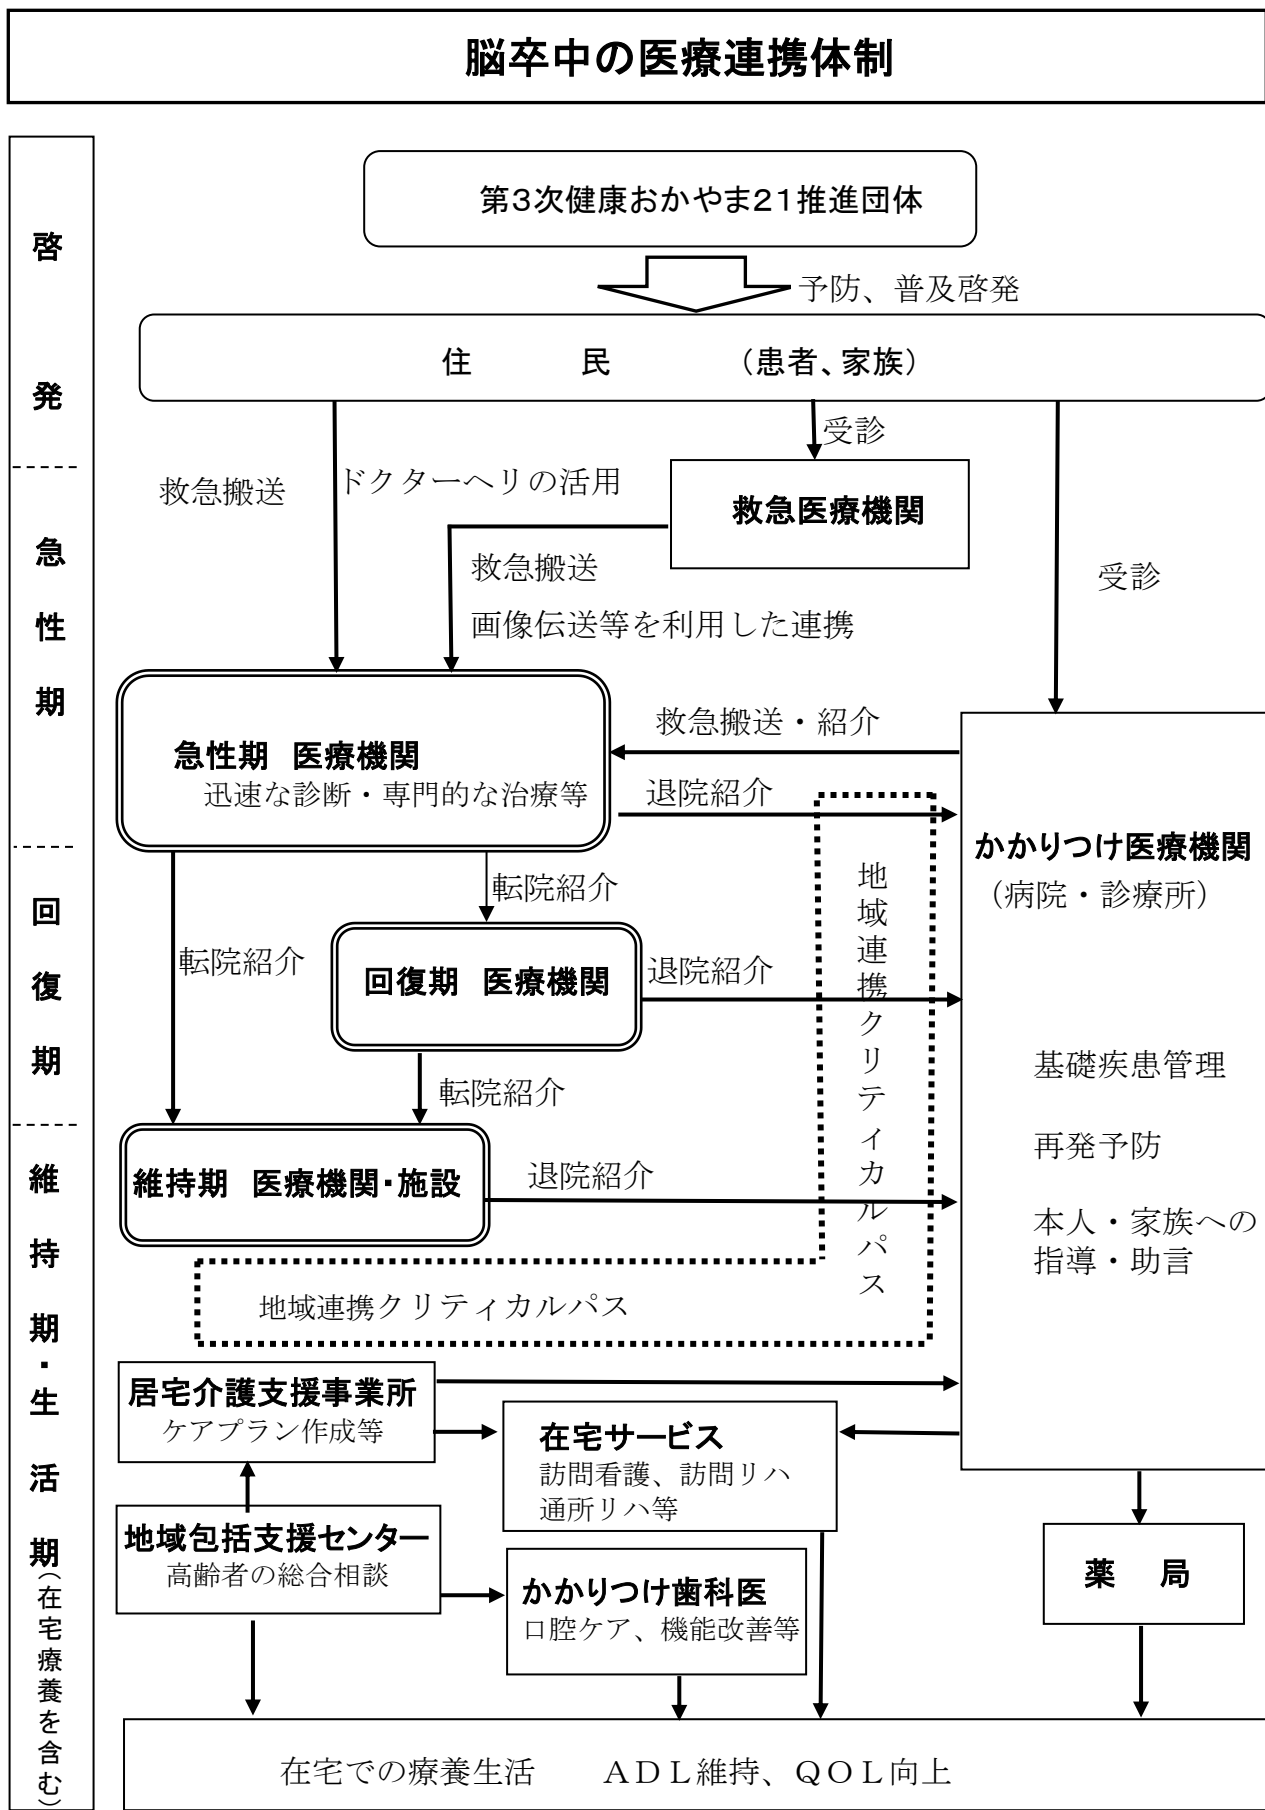 脳卒中の医療連携体制
啓発
急性期
回復期
維持期・生活期（在宅療養を含む）
第３次健康おかやま２１推進団体
予防、普及啓発
住　民　（患者、家族）
救急搬送
ドクターヘリの活用
受診
救急医療機関
救急搬送
画像伝送等を利用した連携
受診
急性期　医療機関
迅速な診断・専門的な治療等
救急搬送・紹介
退院紹介
かかりつけ医療機関
（病院・診療所）
転院紹介
転院紹介
回復期　医療機関
退院紹介
地域連携クリティカルパス
転院紹介
基礎疾患管理
再発予防
本人・家族への
指導・助言
維持期　医療機関・施設
退院紹介
地域連携クリティカルパス
居宅介護支援事業所
ケアプラン作成等
在宅サービス
訪問看護、訪問リハ
通所リハ等
地域包括支援センター
高齢者の総合相談
かかりつけ歯科医
口腔ケア、機能改善等
薬　局
在宅での療養生活　ＡＤＬ維持、ＱＯＬ向上